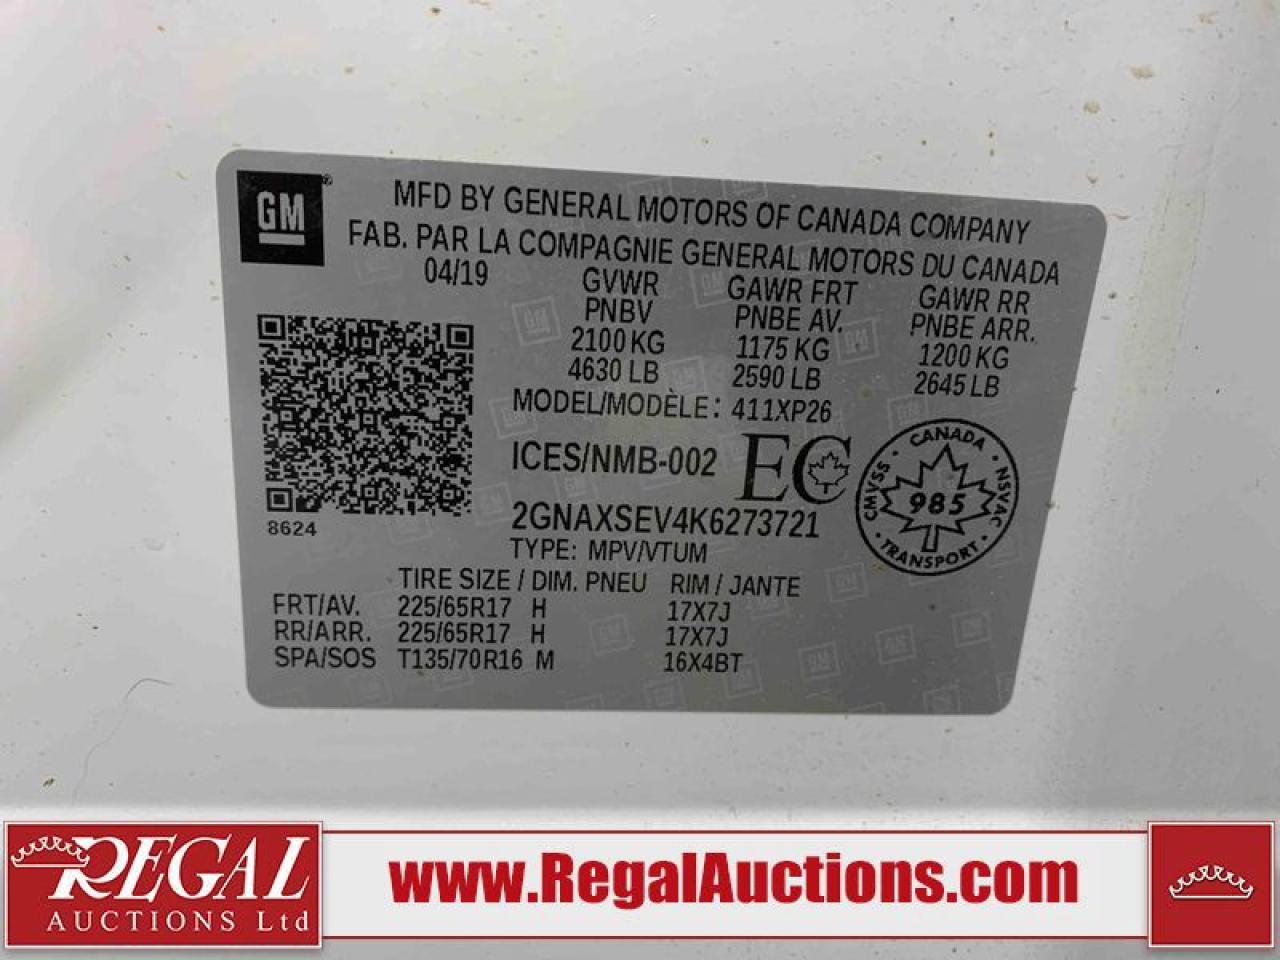 GM®
MFD BY GENERAL MOTORS OF CANADA COMPANY
FAB. PAR LA COMPAGNIE GENERAL MOTORS DU CANADA
04/19 GVWR GAWR FRT GAWR RR
PNBV PNBE AV. PNBE ARR.
2100 KG 1175 KG 1200 KG
4630 LB 2590 LB 2645 LB
MODEL/MODÈLE: 411XP26
ICES/NMB-002 EC
CANADA
CMVSS 985 NSVAC
TRANSPORT
8624
2GNAXSEV4K6273721
TYPE: MPV/VTUM
TIRE SIZE / DIM. PNEU RIM / JANTE
FRT/AV. 225/65R17 H 17X7J
RR/ARR. 225/65R17 H 17X7J
SPA/SOS T135/70R16 M 16X4BT
REGAL
AUCTIONS Ltd
www.RegalAuctions.com